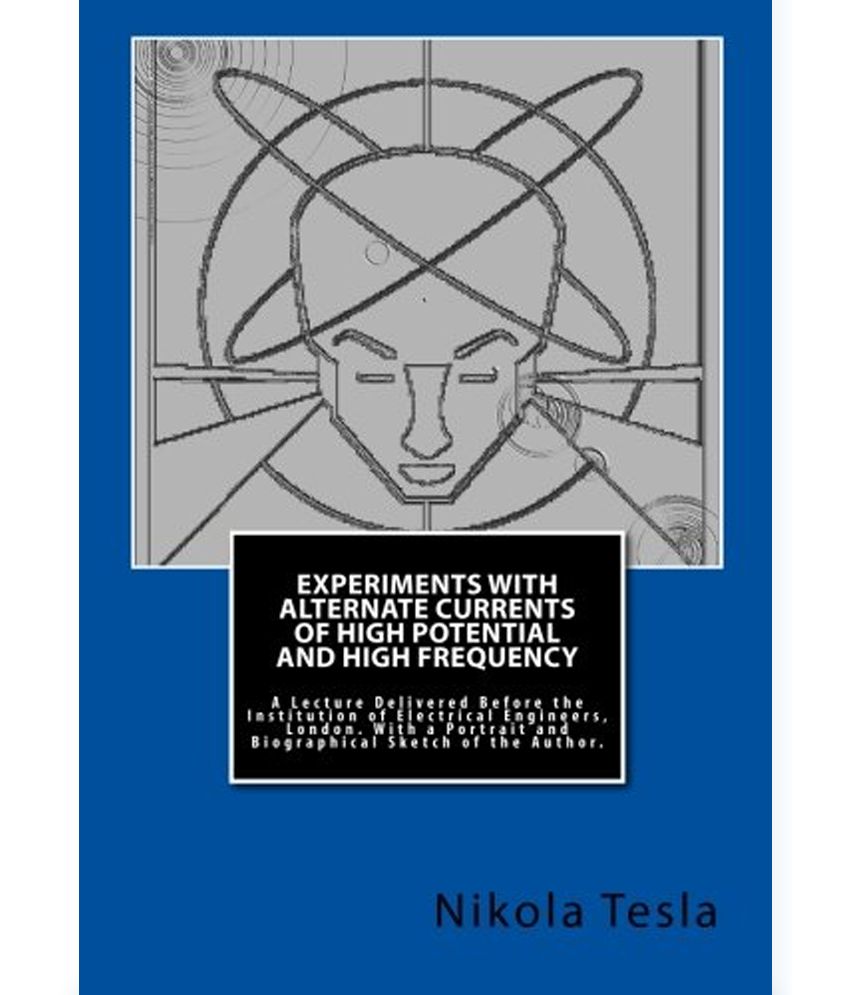 EXPERIMENTS WITH
ALTERNATE CURRENTS
OF HIGH POTENTIAL
AND HIGH FREQUENCY
A Lecture Delivered Before the
Institution of Electrical Engineers,
London. With a Portrait and
Biographical Sketch of the Author.
Nikola Tesla